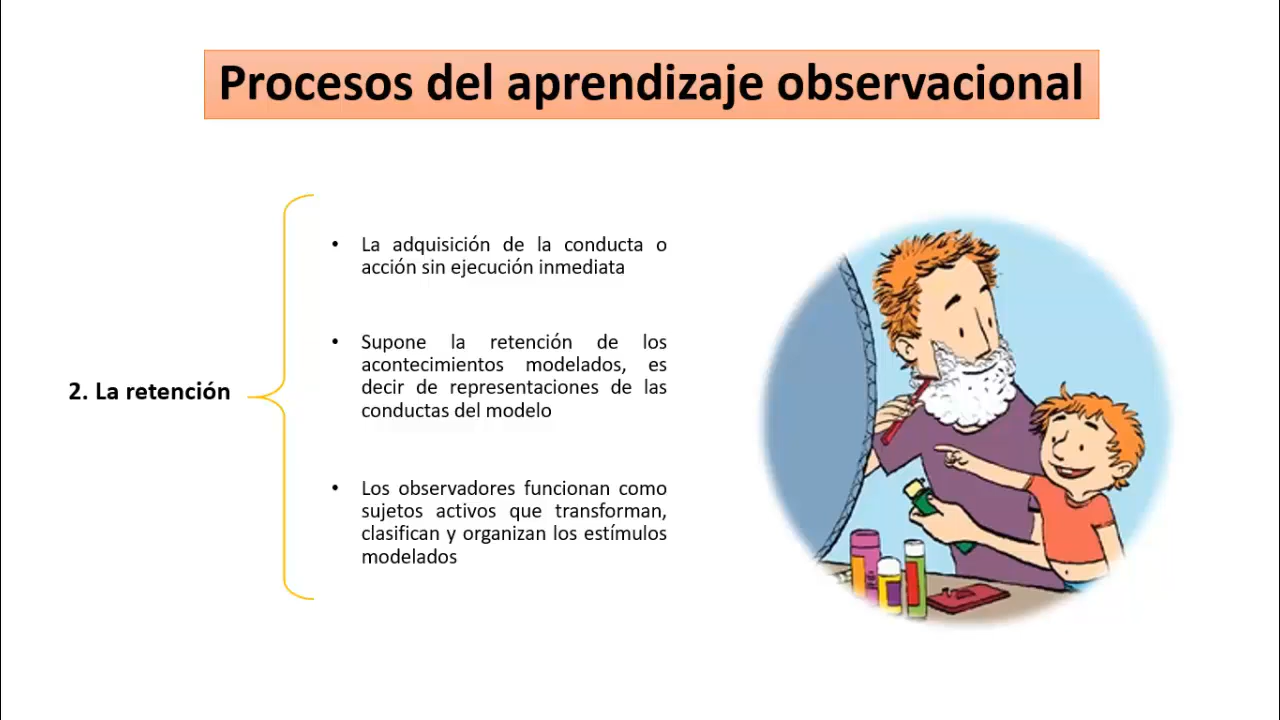 Procesos del aprendizaje observacional
2. La retención
• La adquisición de la conducta o
acción sin ejecución inmediata
• Supone la retención de los
acontecimientos modelados, es
decir de representaciones de las
conductas del modelo
• Los observadores funcionan como
sujetos activos que transforman,
clasifican y organizan los estímulos
modelados